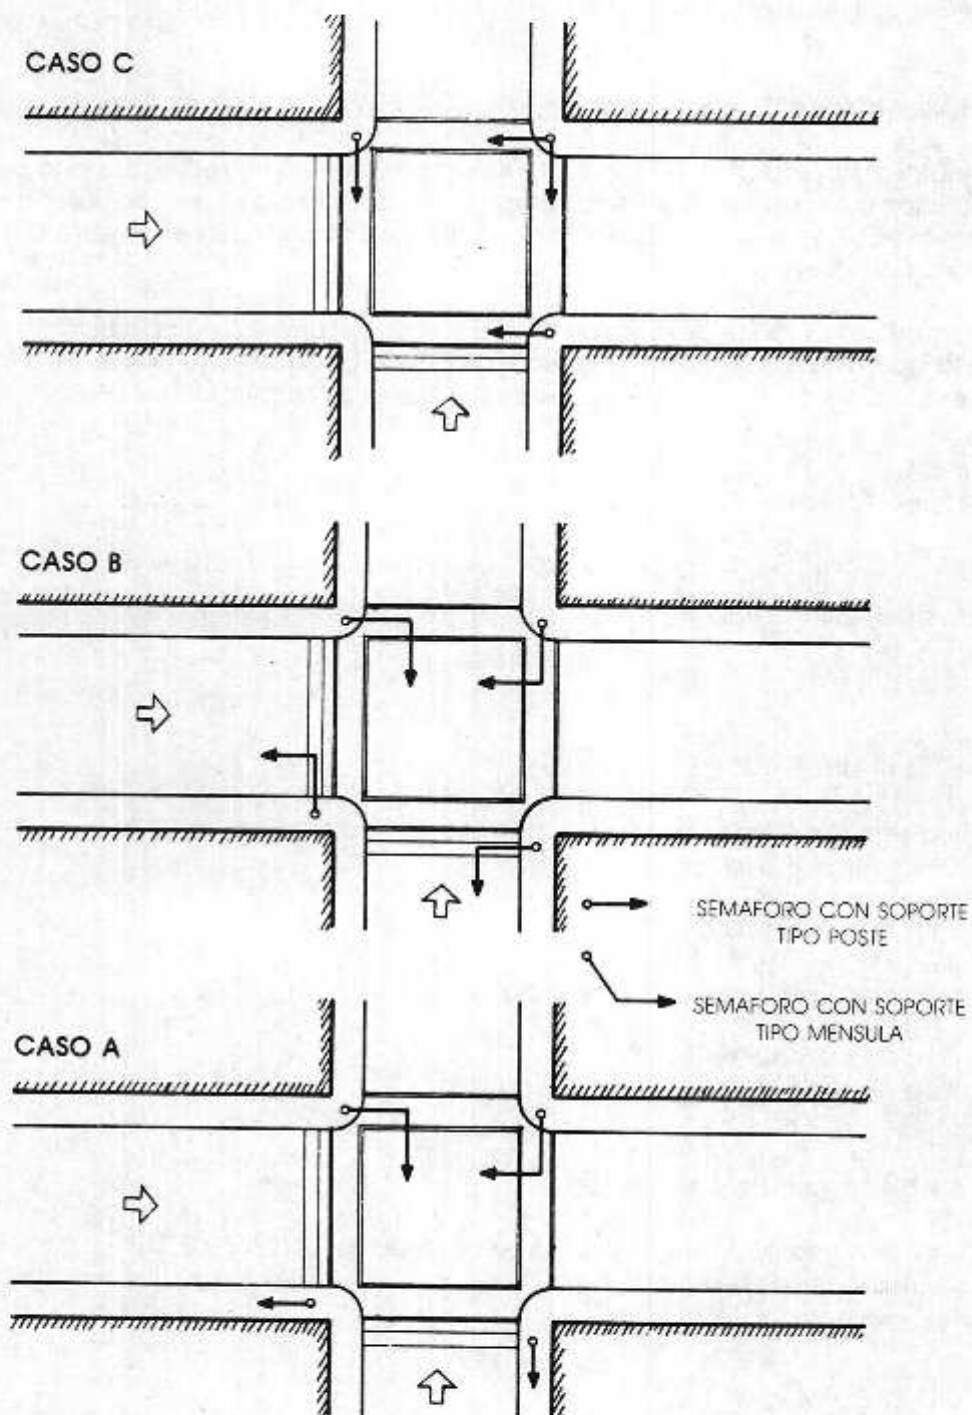 CASO C
CASO B
SEMAFORO CON SOPORTE
TIPO POSTE
SEMAFORO CON SOPORTE
TIPO MENSULA
CASO A